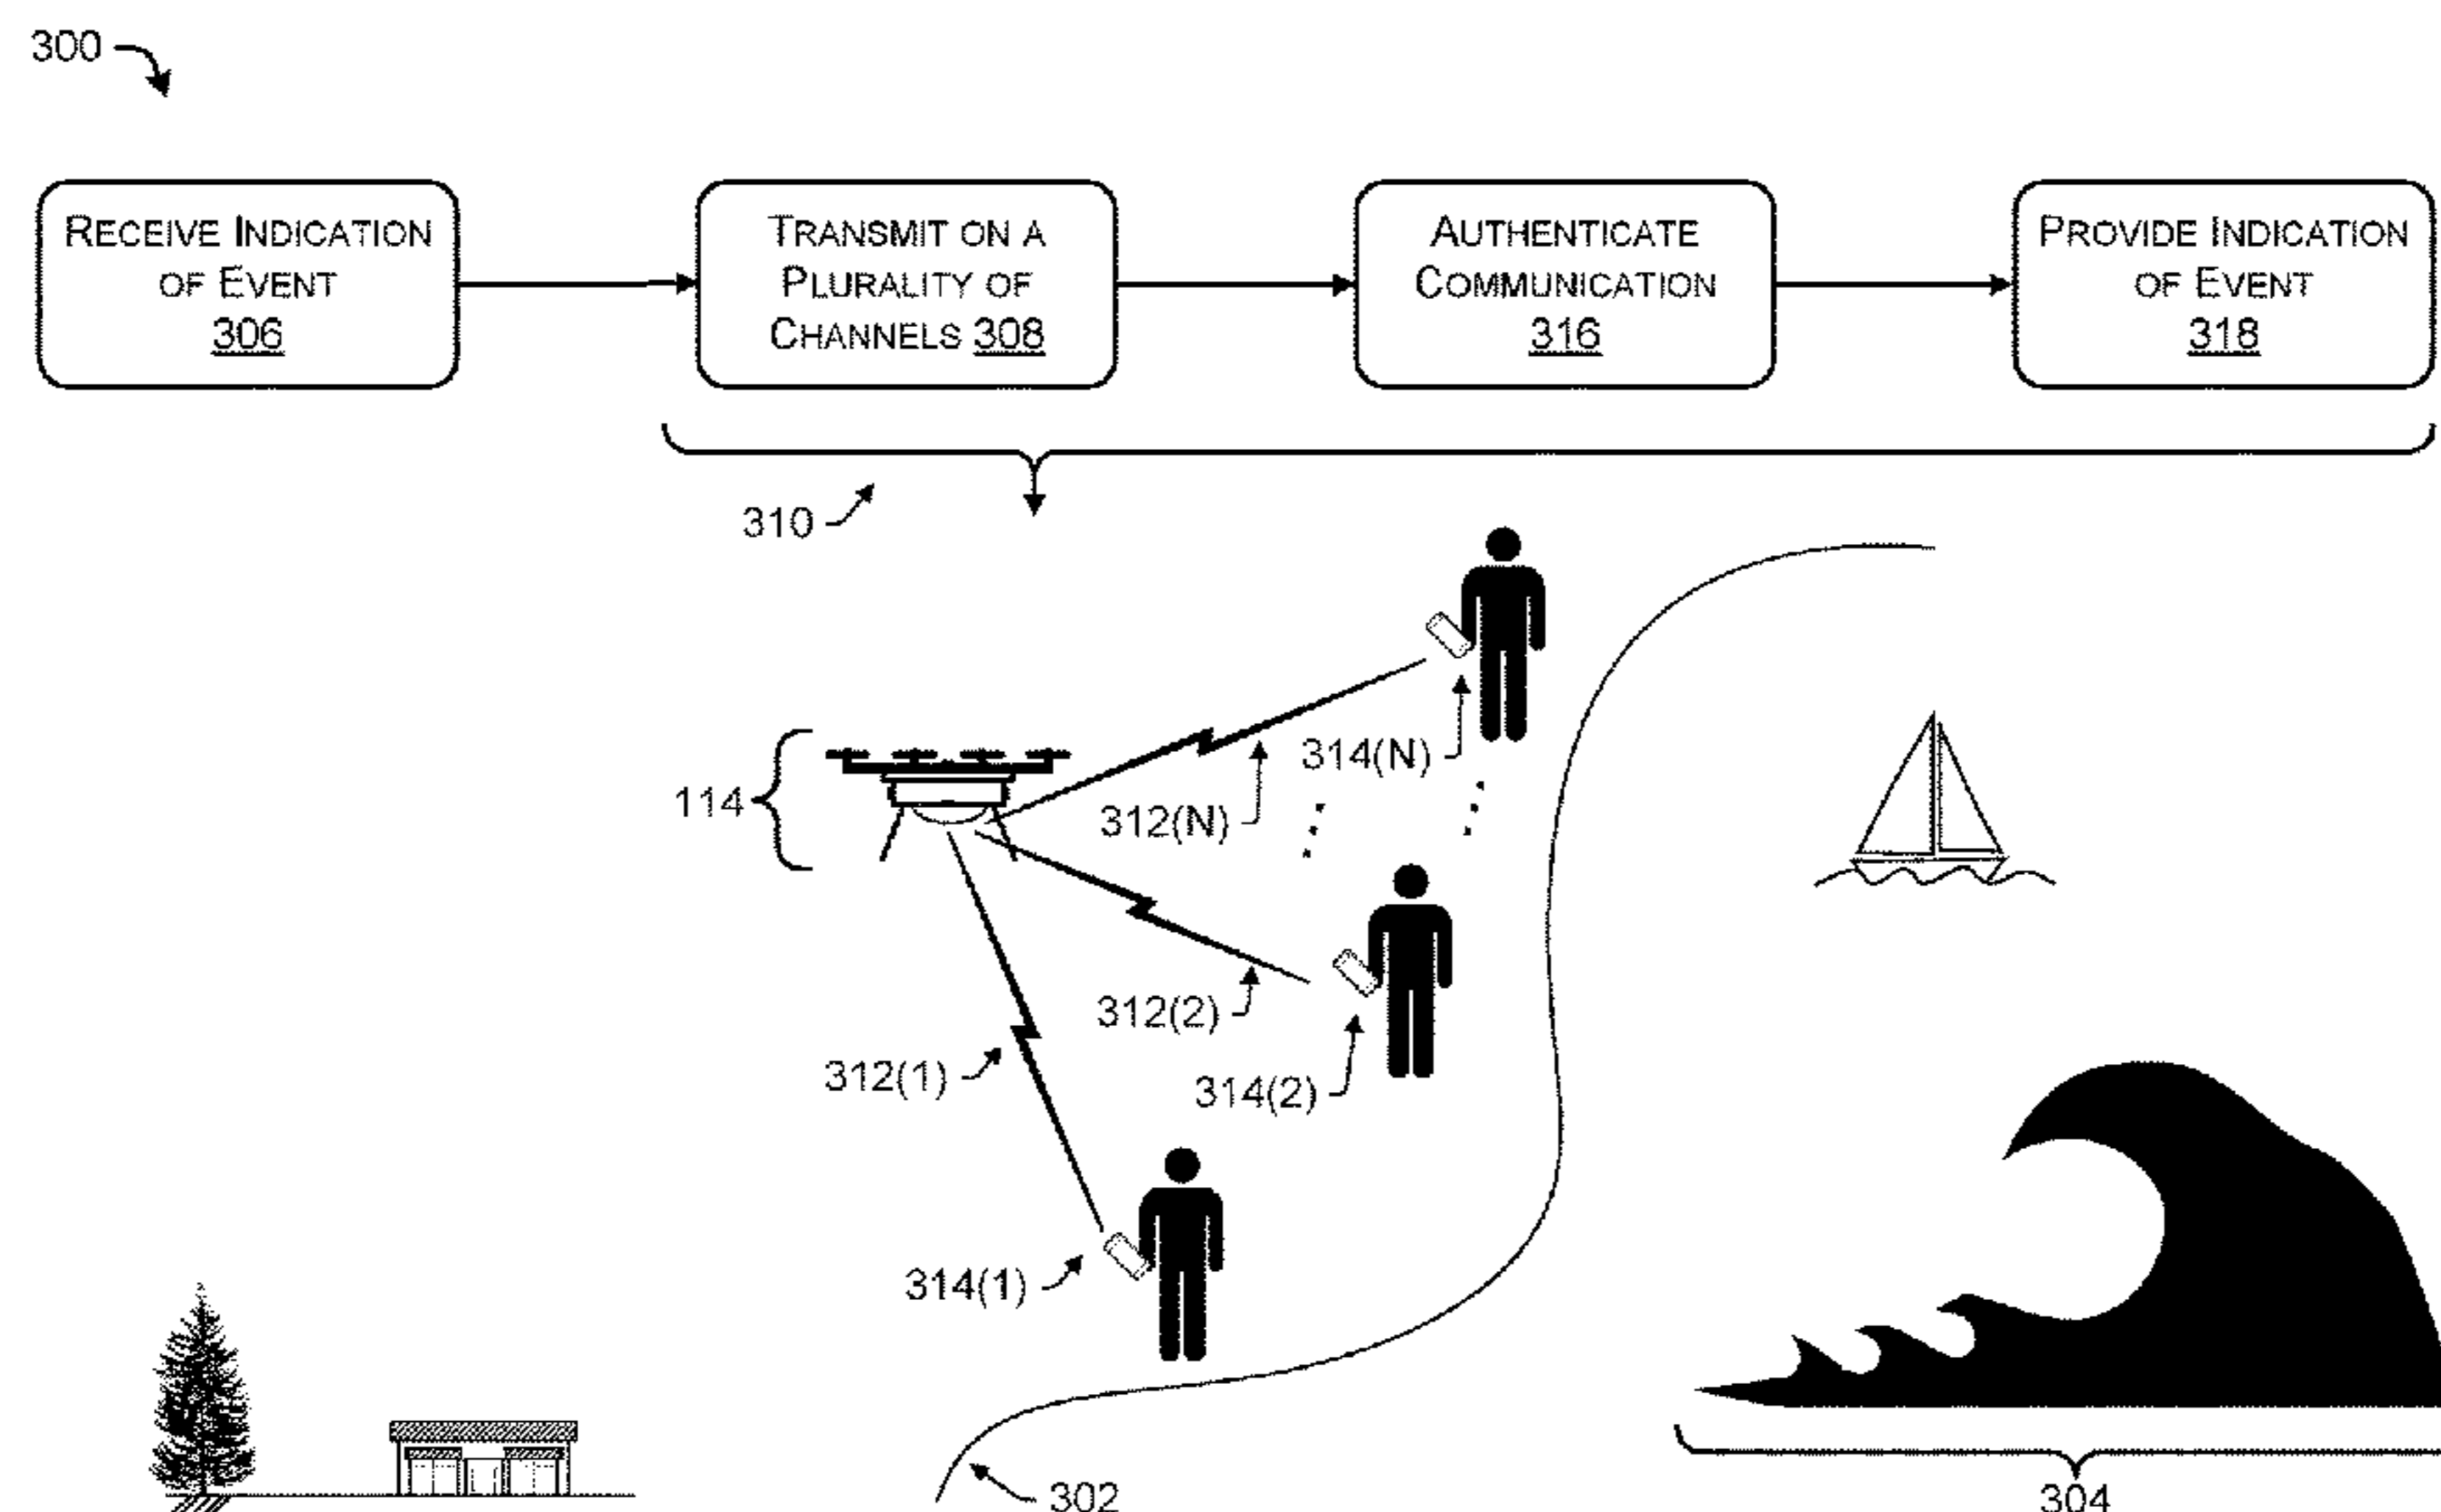 300
RECEIVE INDICATION
OF EVENT
306
TRANSMIT ON A
PLURALITY OF
CHANNELS 308
AUTHENTICATE
COMMUNICATION
316
PROVIDE INDICATION
OF EVENT
318
310
314(N)
114
312(N)
312(2)
312(1)
314(2)
314(1)
302
304